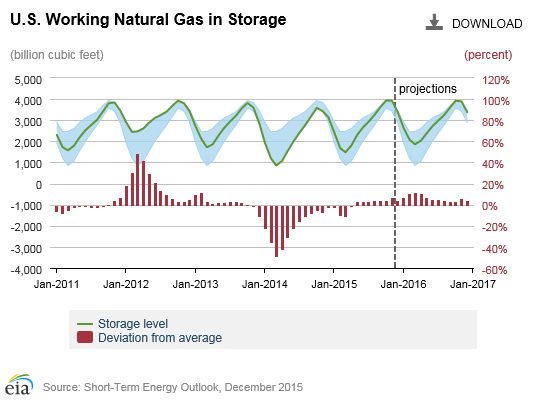 U.S. Working Natural Gas in Storage
DOWNLOAD
(billion cubic feet) (percent)
projections
5,000 120%
4,000 100%
3,000 80%
2,000 60%
1,000 40%
0 20%
-1,000 0%
-2,000 -20%
-3,000 -40%
-4,000 -60%
Jan-2011 Jan-2012 Jan-2013 Jan-2014 Jan-2015 Jan-2016 Jan-2017
Storage level
Deviation from average
eia Source: Short-Term Energy Outlook, December 2015